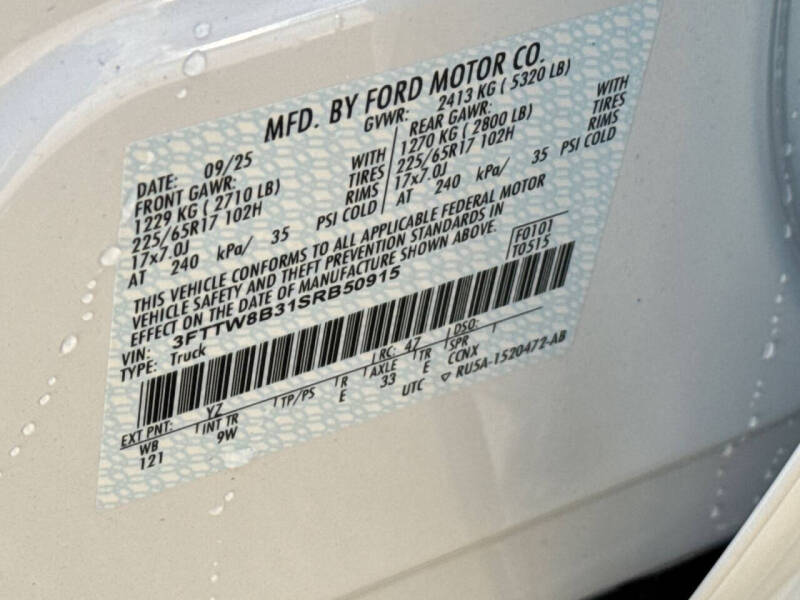 MFD. BY FORD MOTOR CO.
DATE: 09/25 GVWR: 2413 KG ( 5320 LB)
FRONT GAWR: WITH REAR GAWR: WITH
1229 KG ( 2710 LB) TIRES 1270 KG ( 2800 LB) TIRES
225/65R17 102H RIMS 225/65R17 102H RIMS
17x7.0J PSI COLD 17x7.0J PSI COLD
AT 240 kPa/ 35 AT 240 kPa/ 35
THIS VEHICLE CONFORMS TO ALL APPLICABLE FEDERAL MOTOR
VEHICLE SAFETY AND THEFT PREVENTION STANDARDS IN
EFFECT ON THE DATE OF MANUFACTURE SHOWN ABOVE.
F0101
T0515
VIN: 3FTTW8B31SRB50915
TYPE: Truck
EXT PNT: YZ RC: 47 DSO:
WB INT TR TP/PS R AXLE TR SPR
121 9W E 33 E CCNX
UTC ▽ RUSA-1520472-AB